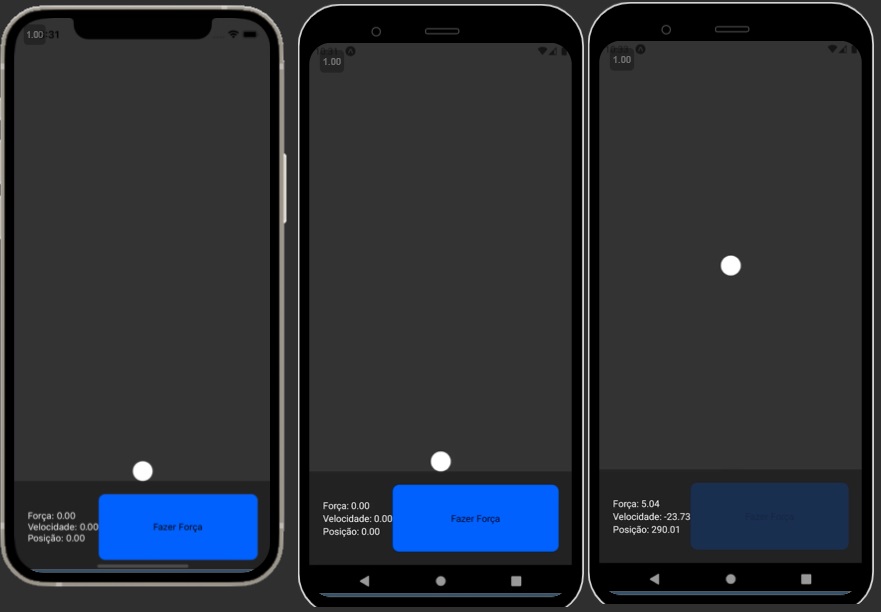 1.00
:31
Força: 0.00
Velocidade: 0.00
Posição: 0.00
Fazer Força
1.00
Força: 0.00
Velocidade: 0.00
Posição: 0.00
Fazer Força
1.00
Força: 5.04
Velocidade: -23.73
Posição: 290.01
Fazer Força